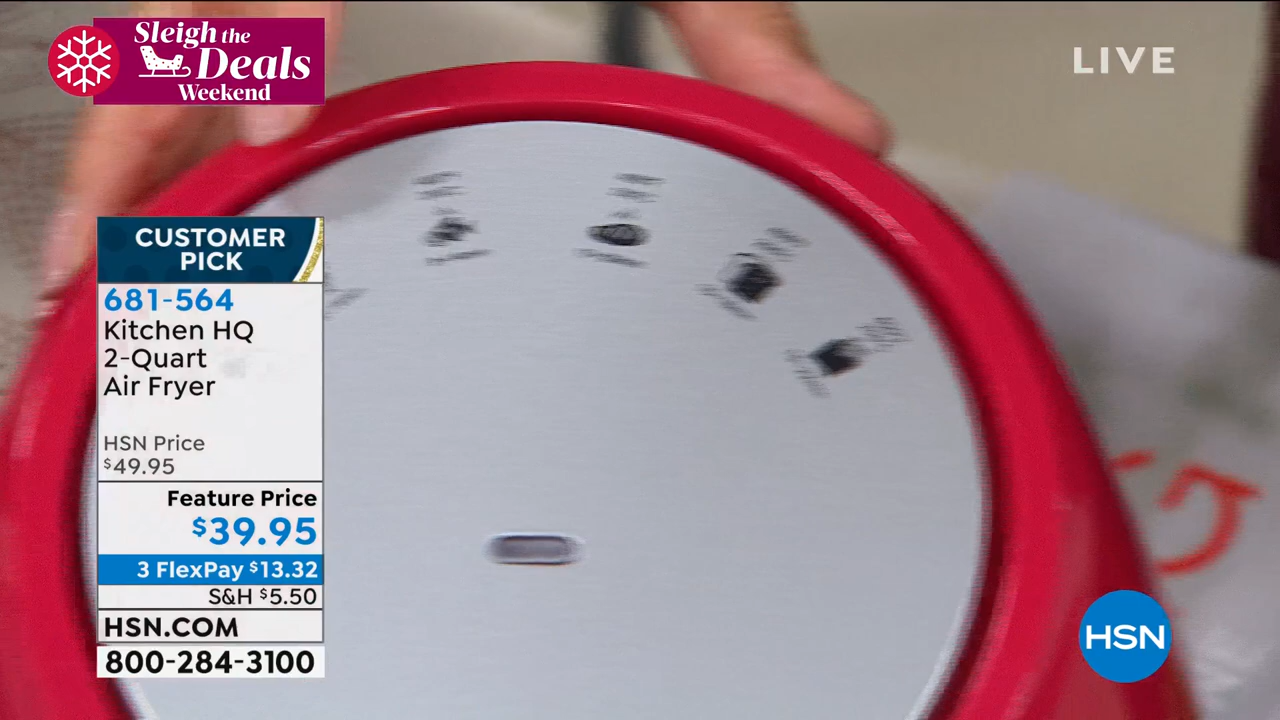 Sleigh the
Deals
Weekend
LIVE
CUSTOMER
PICK
681-564
Kitchen HQ
2-Quart
Air Fryer
HSN Price
$49.95
Feature Price
$39.95
3 FlexPay $13.32
S&H $5.50
HSN.COM
800-284-3100
HSN